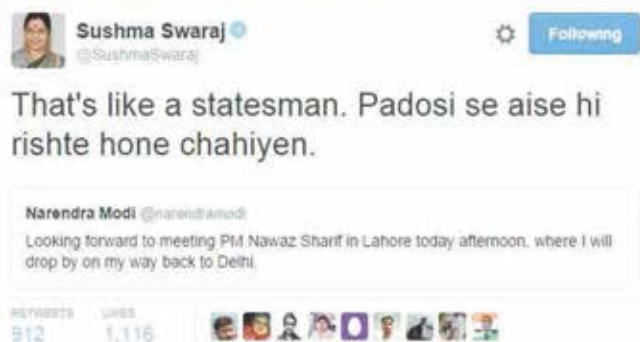 Sushma Swaraj
@SushmaSwaraj
Following
That's like a statesman. Padosi se aise hi
rishte hone chahiyen.
Narendra Modi @narendramodi
Looking forward to meeting PM Nawaz Sharif in Lahore today afternoon, where I will
drop by on my way back to Delhi.
RETWEETS LIKES
912 1,116